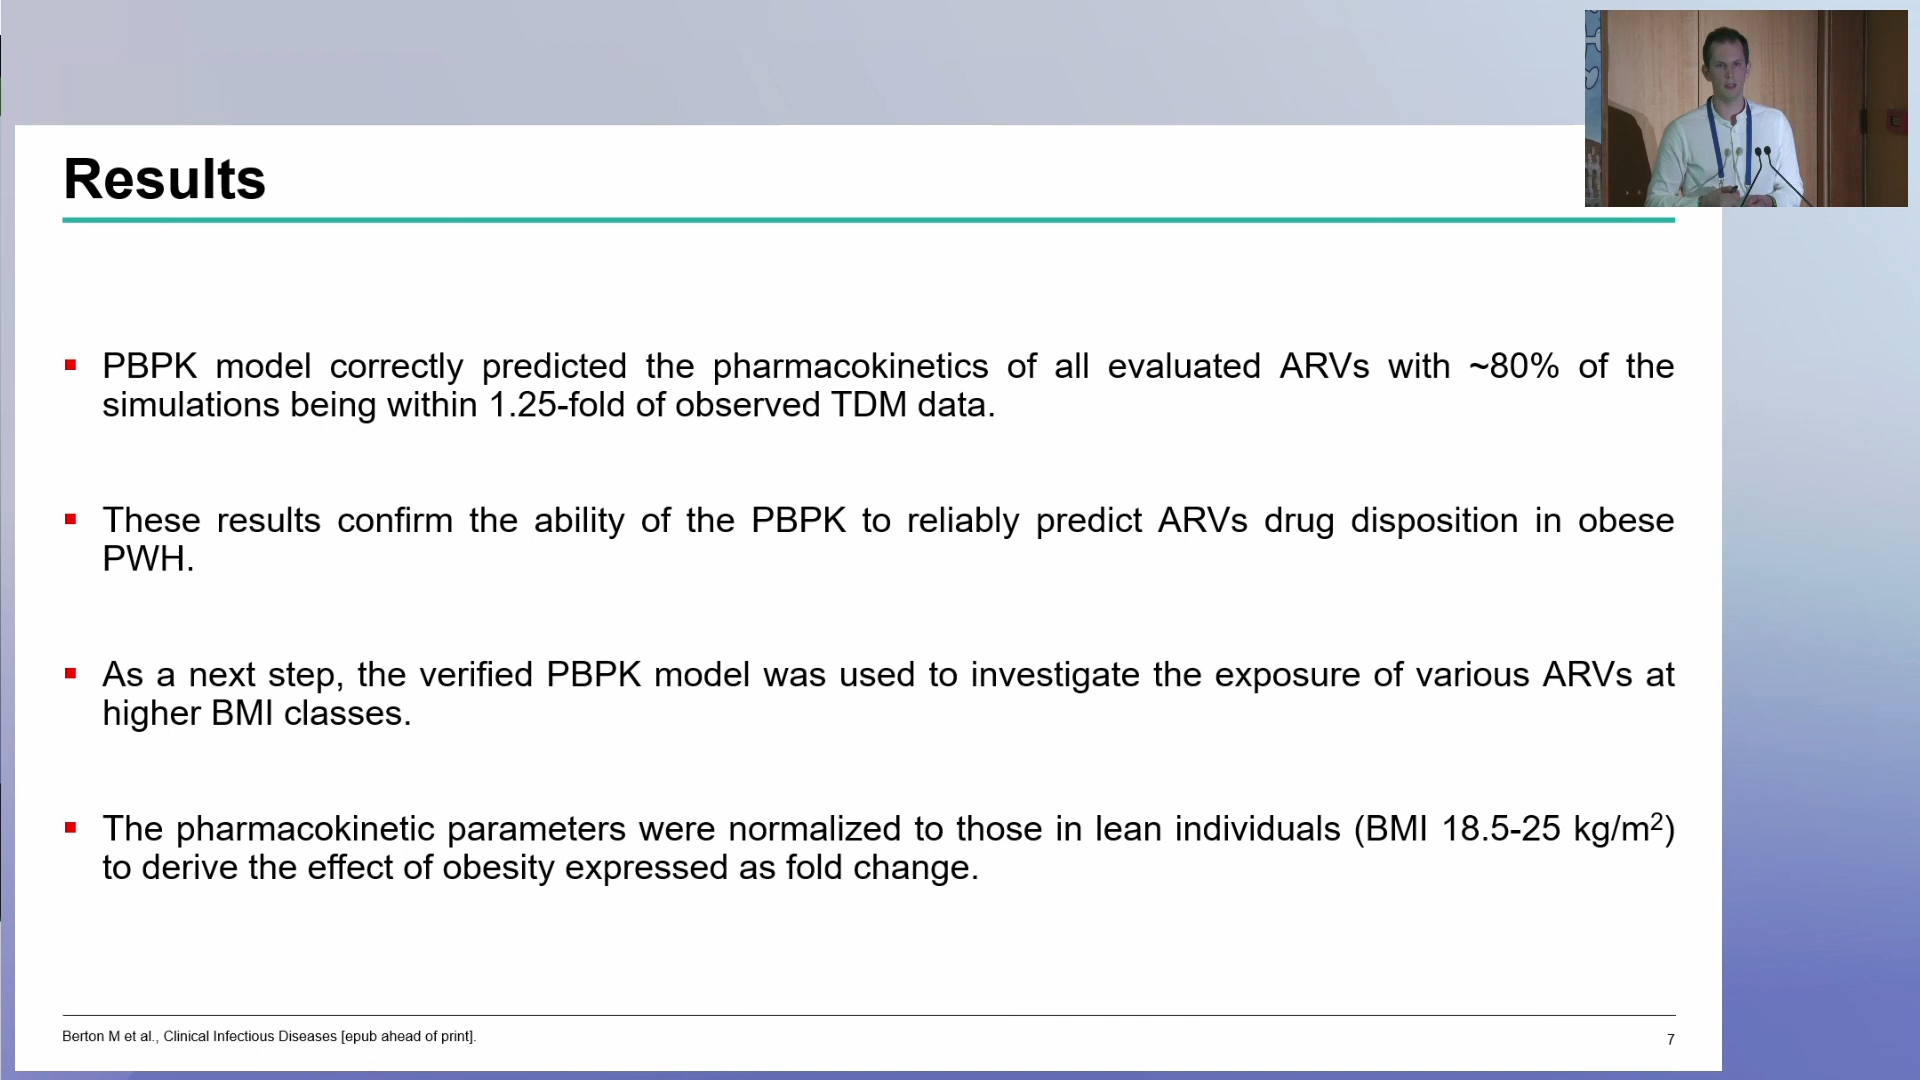 Results
▪ PBPK model correctly predicted the pharmacokinetics of all evaluated ARVs with ~80% of the
simulations being within 1.25-fold of observed TDM data.
▪ These results confirm the ability of the PBPK to reliably predict ARVs drug disposition in obese
PWH.
▪ As a next step, the verified PBPK model was used to investigate the exposure of various ARVs at
higher BMI classes.
▪ The pharmacokinetic parameters were normalized to those in lean individuals (BMI 18.5-25 kg/m²)
to derive the effect of obesity expressed as fold change.
Berton M et al., Clinical Infectious Diseases [epub ahead of print].
7